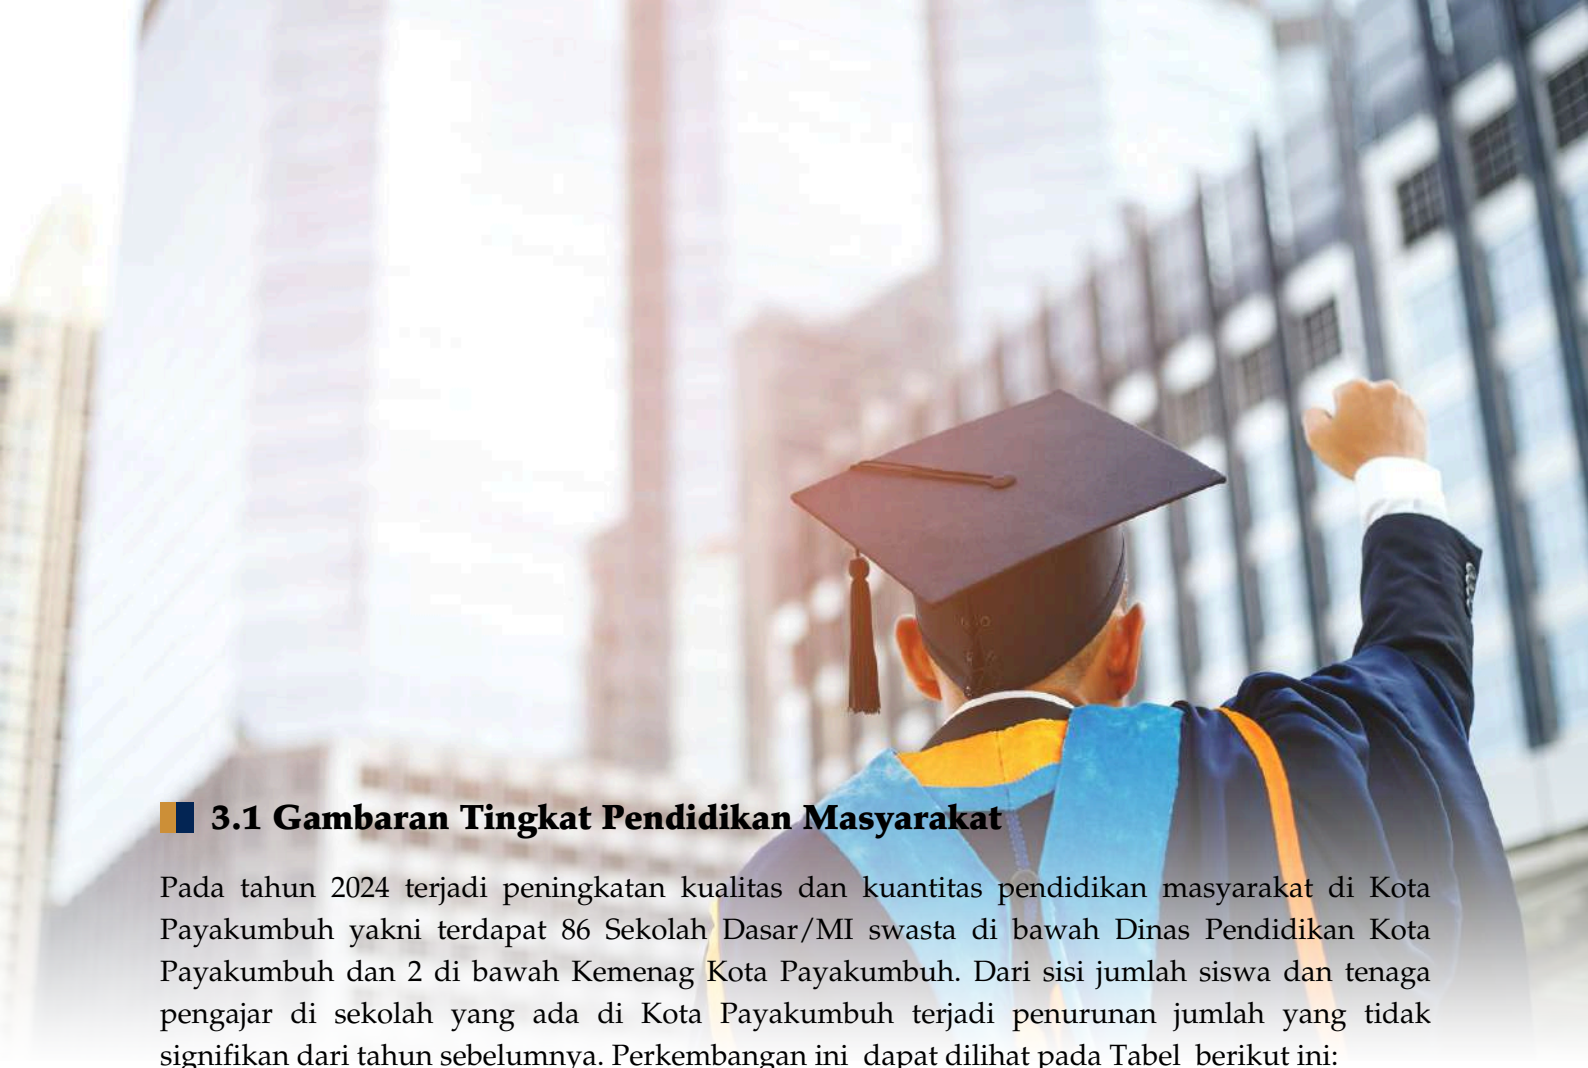 3.1 Gambaran Tingkat Pendidikan Masyarakat
Pada tahun 2024 terjadi peningkatan kualitas dan kuantitas pendidikan masyarakat di Kota
Payakumbuh yakni terdapat 86 Sekolah Dasar/MI swasta di bawah Dinas Pendidikan Kota
Payakumbuh dan 2 di bawah Kemenag Kota Payakumbuh. Dari sisi jumlah siswa dan tenaga
pengajar di sekolah yang ada di Kota Payakumbuh terjadi penurunan jumlah yang tidak
signifikan dari tahun sebelumnya. Perkembangan ini dapat dilihat pada Tabel berikut ini: